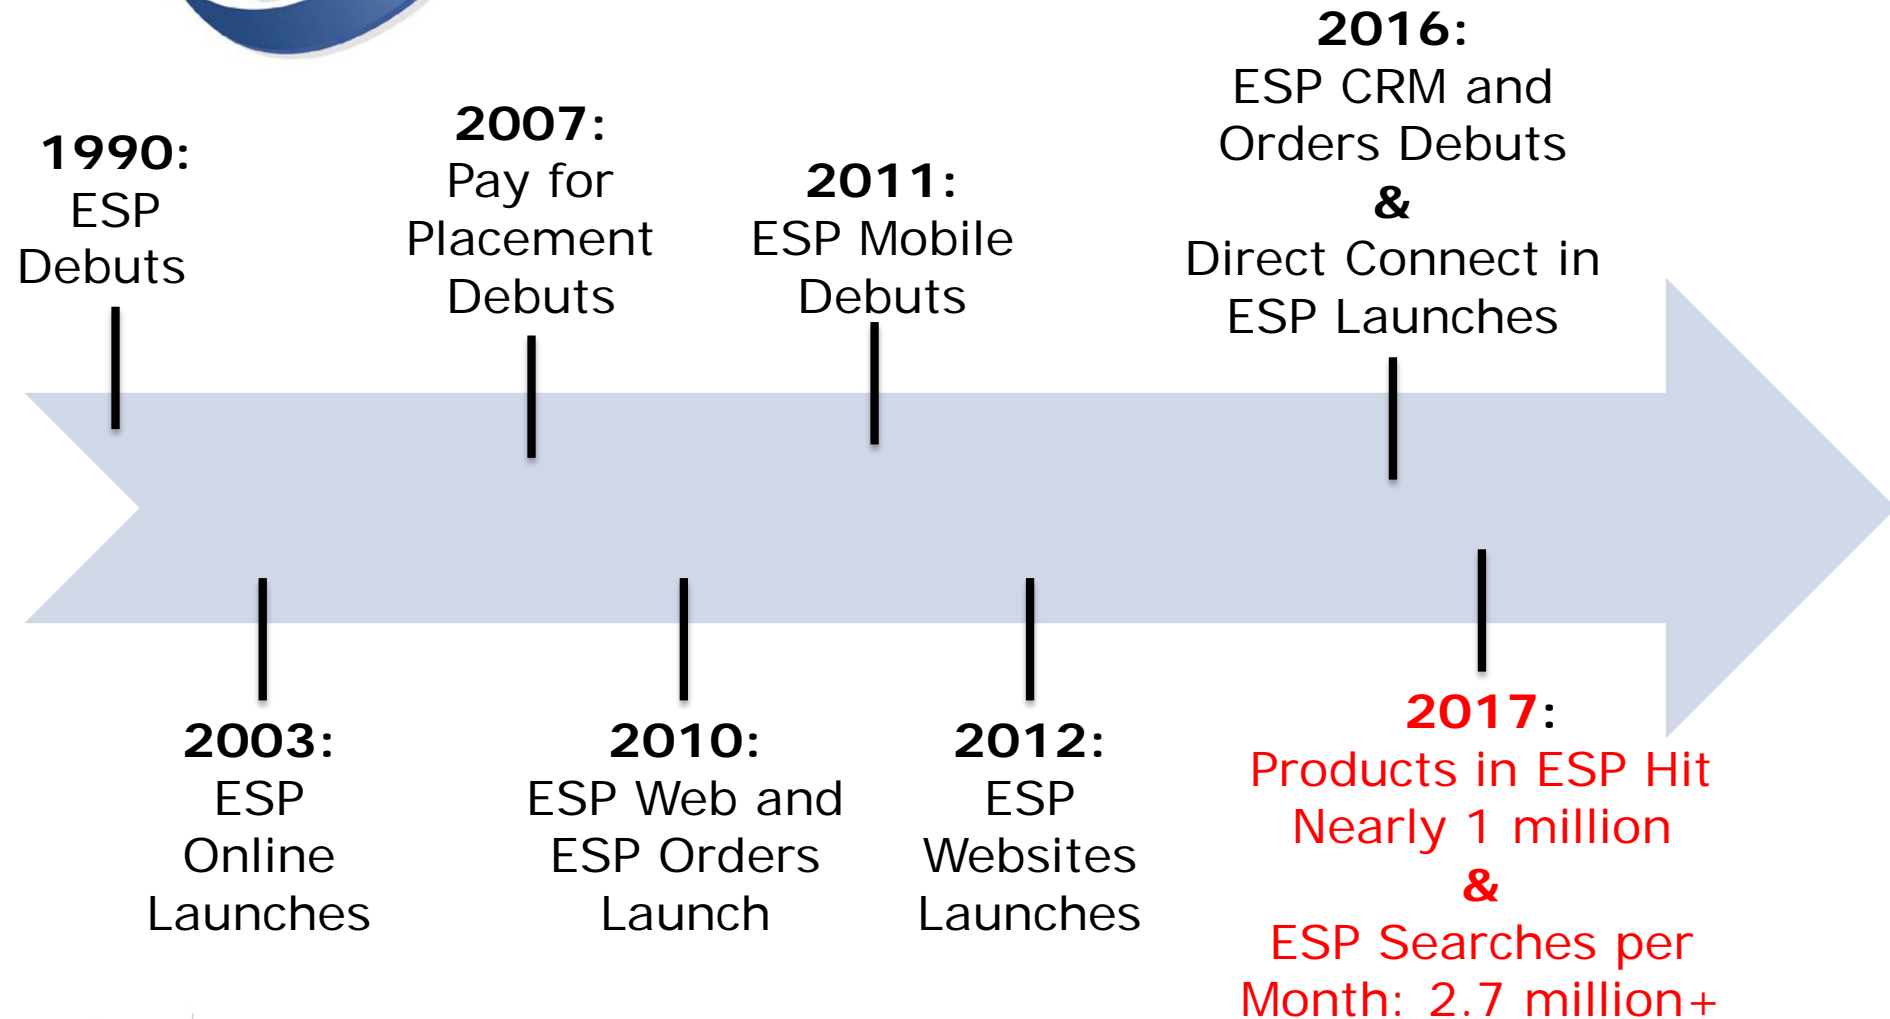 1990:
ESP
Debuts
2003:
ESP
Online
Launches
2007:
Pay for
Placement
Debuts
2010:
ESP Web and
ESP Orders
Launch
2011:
ESP Mobile
Debuts
2012:
ESP
Websites
Launches
2016:
ESP CRM and
Orders Debuts
&
Direct Connect in
ESP Launches
2017:
Products in ESP Hit
Nearly 1 million
&
ESP Searches per
Month: 2.7 million+